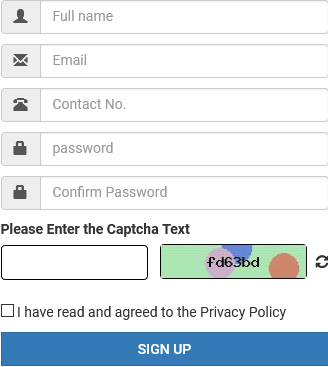 Full name
Email
Contact No.
password
Confirm Password
Please Enter the Captcha Text
fd63bd
I have read and agreed to the Privacy Policy
SIGN UP